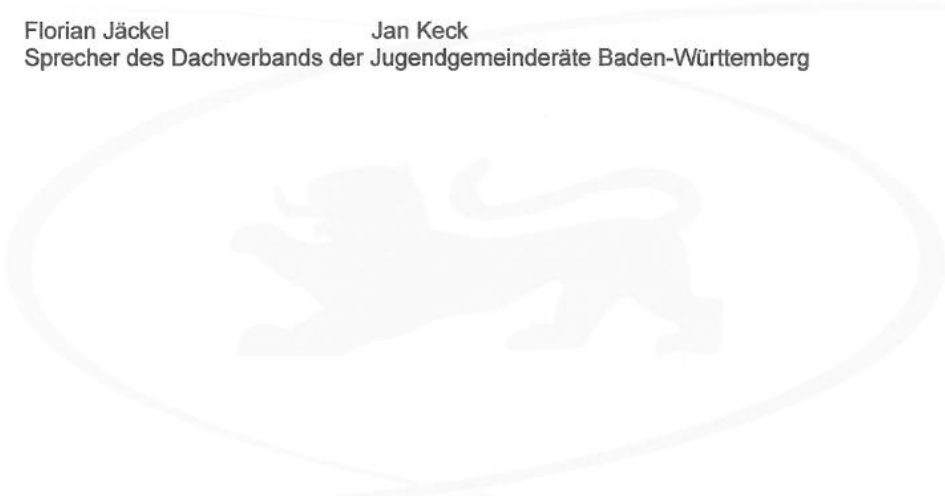 Florian Jäckel Jan Keck
Sprecher des Dachverbands der Jugendgemeinderäte Baden-Württemberg